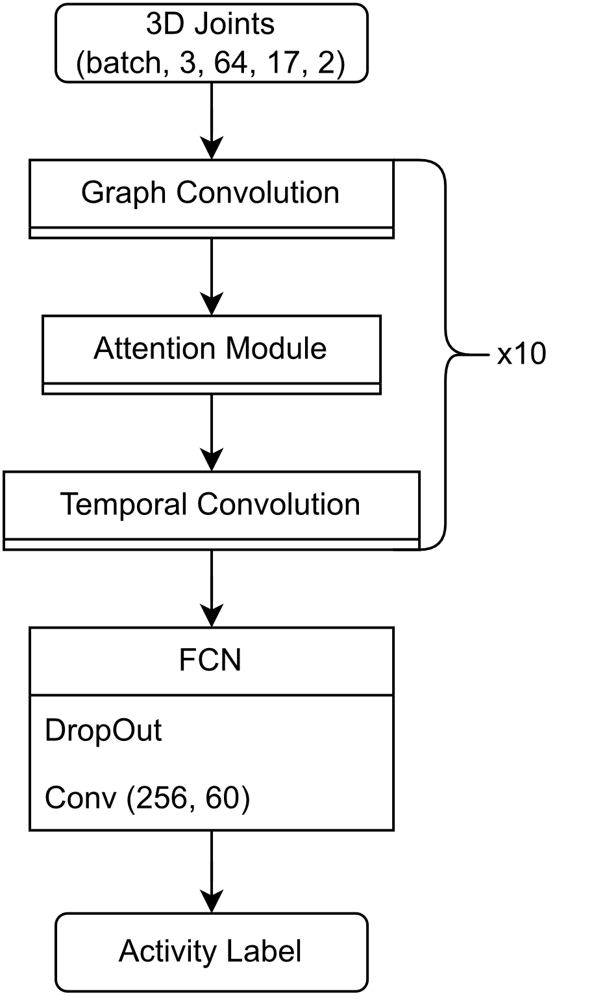 3D Joints
(batch, 3, 64, 17, 2)
Graph Convolution
Attention Module
x10
Temporal Convolution
FCN
DropOut
Conv (256, 60)
Activity Label